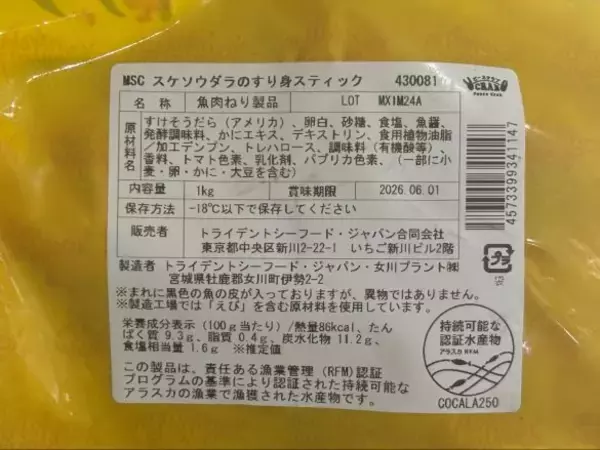 MSC スケソウダラのすり身スティック 4300817
名 称 魚肉ねり製品 LOT MX1M24A
原材料名 すけそうだら（アメリカ）、卵白、砂糖、食塩、魚醤、
発酵調味料、かにエキス、デキストリン、食用植物油脂
/加工デンプン、トレハロース、調味料（有機酸等）、
香料、トマト色素、乳化剤、パプリカ色素、（一部に小
麦・卵・かに・大豆を含む）
内容量 1kg 賞味期限 2026.06.01
保存方法 -18℃以下で保存してください
販売者 トライデントシーフード・ジャパン合同会社
東京都中央区新川2-22-1 いちご新川ビル2階
製造者 トライデントシーフード・ジャパン・女川プラント㈱
宮城県牡鹿郡女川町伊勢2-2
※まれに黒色の魚の皮が入っておりますが、異物ではありません。
※製造工場では「えび」を含む原材料を使用しています。
栄養成分表示（100ｇ当たり）/熱量86kcal、たん
ぱく質 9.3ｇ、脂質 0.4ｇ、炭水化物 11.2ｇ、
食塩相当量 1.6ｇ ※推定値
この製品は、責任ある漁業管理（RFM）認証
プログラムの基準により認証された持続可能な
アラスカの漁業で漁獲された水産物です。
4573399341147
プラ
持続可能な
認証水産物
アラスカ RFM
COCALA250